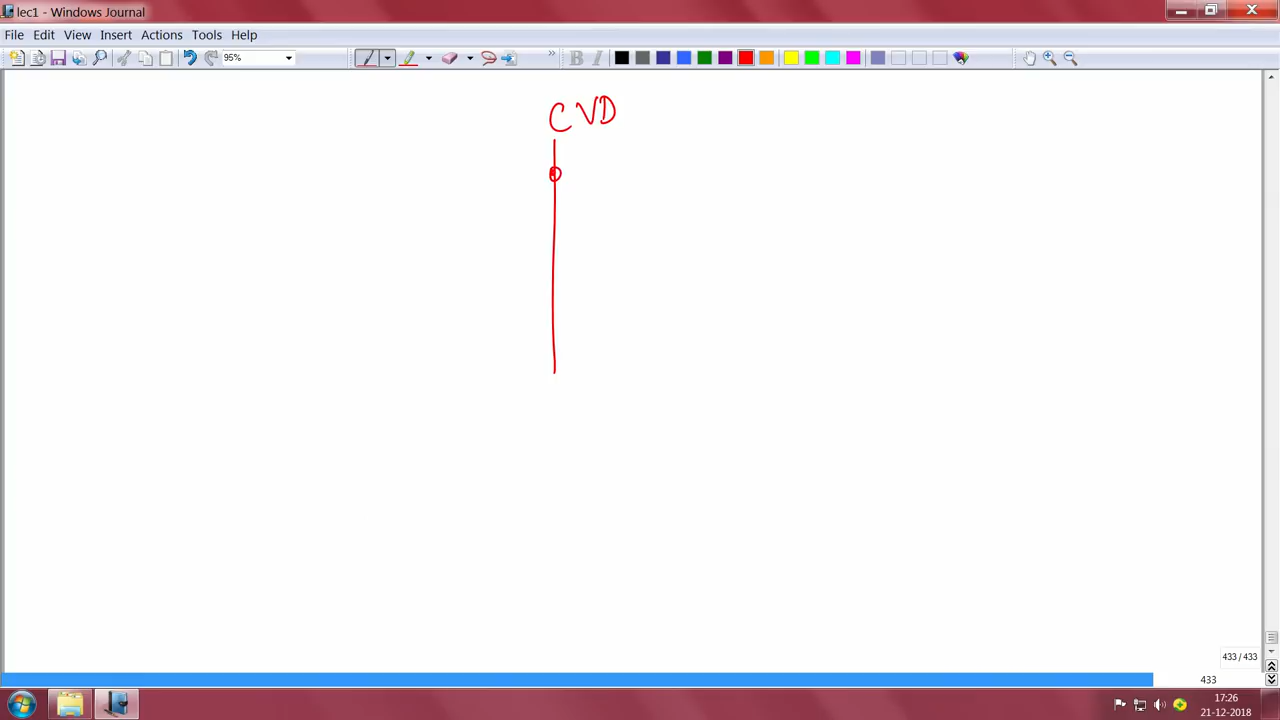 lec1 - Windows Journal
File Edit View Insert Actions Tools Help
95%
B I
CVD
433 / 433
433
17:26
21-12-2018